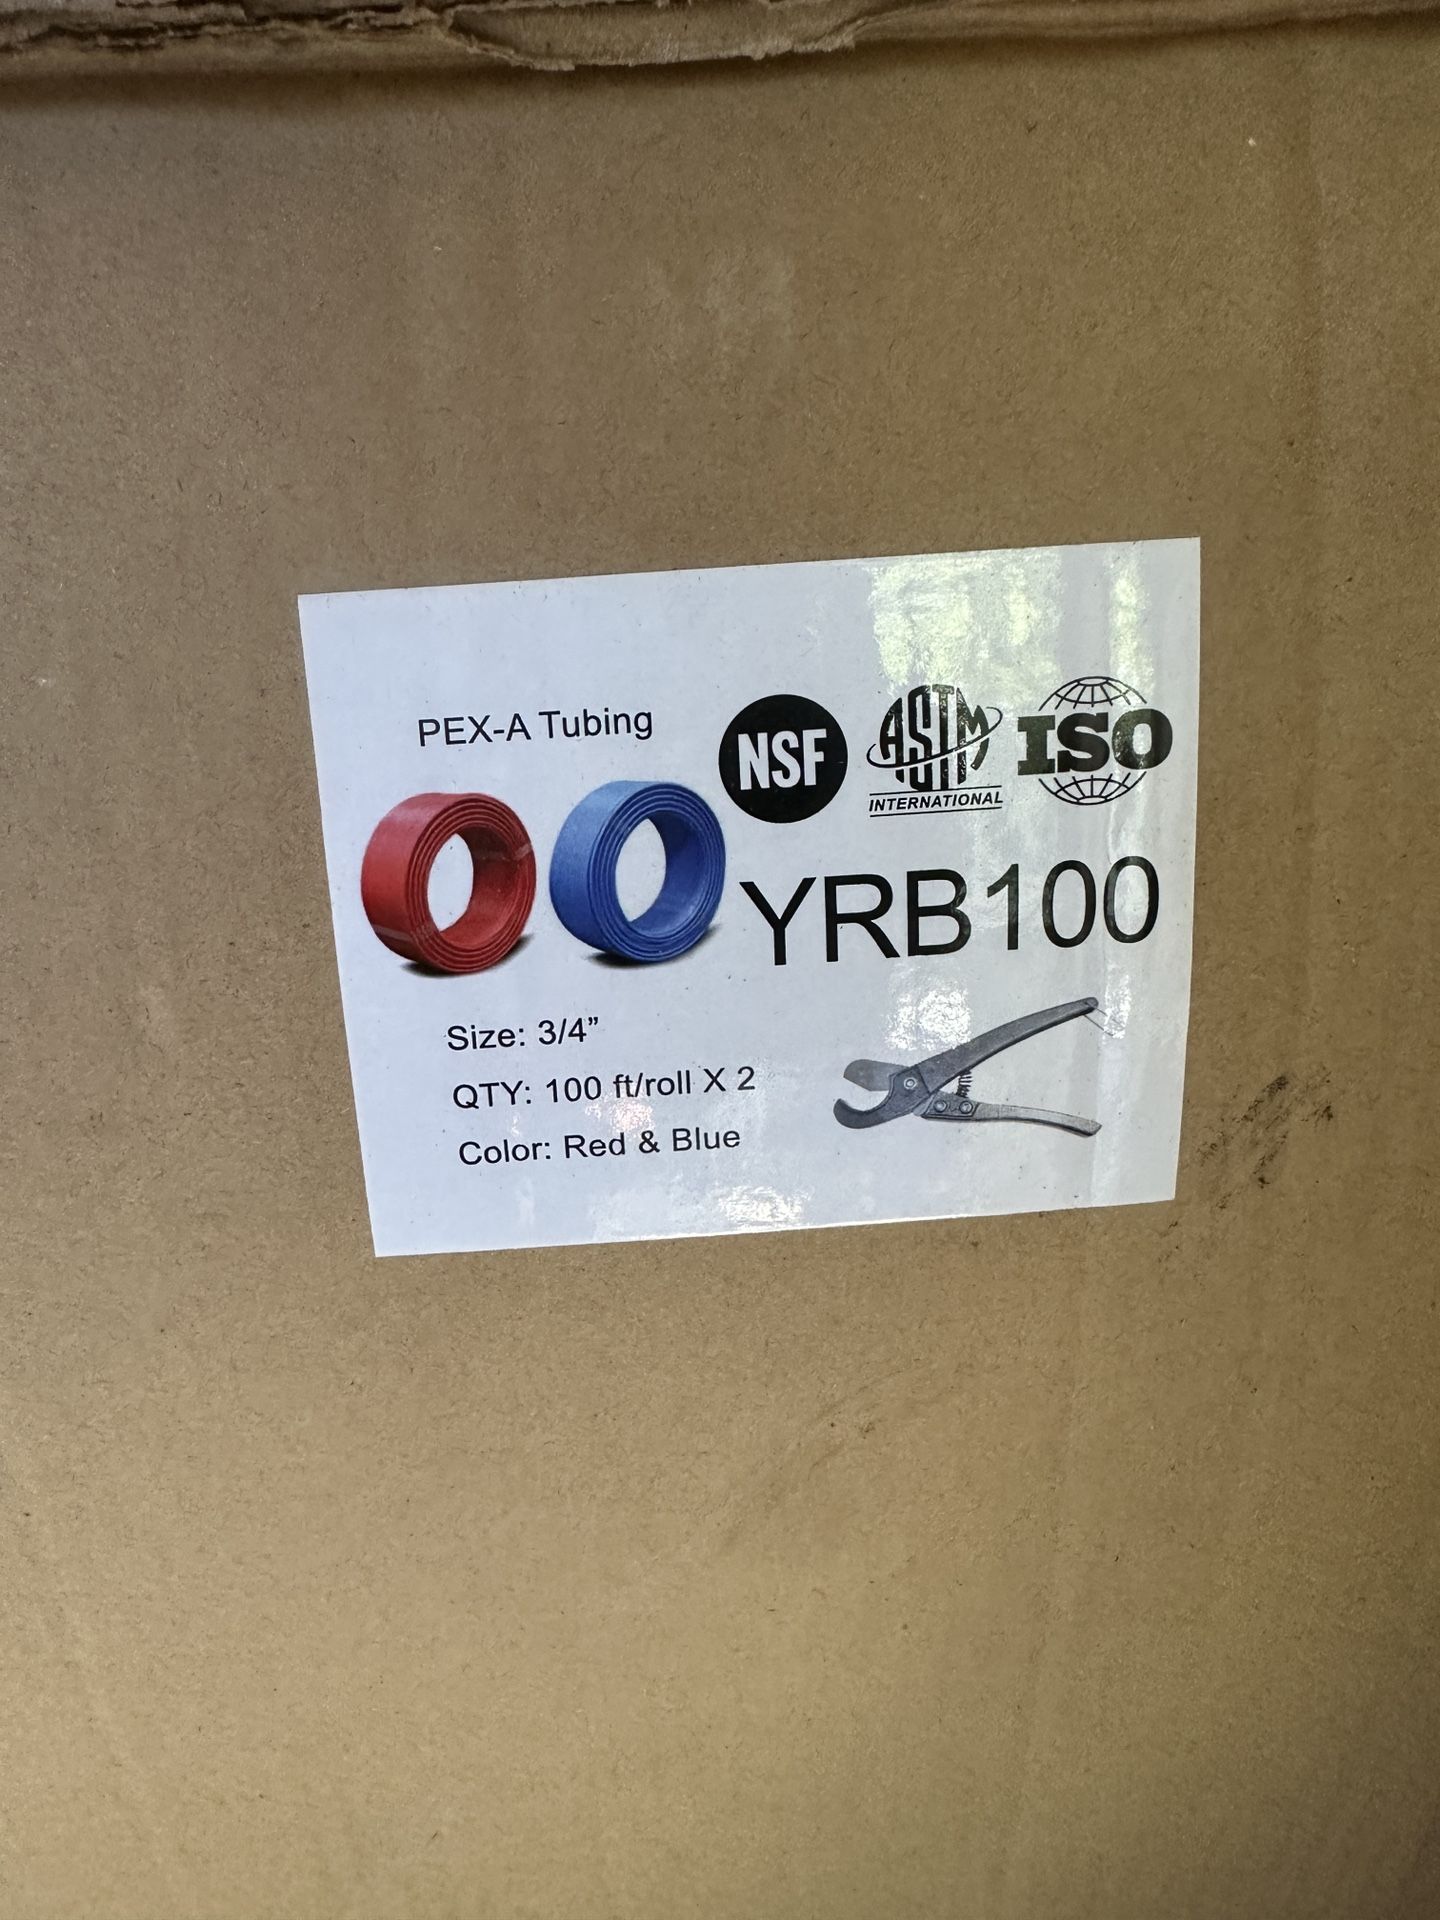 PEX-A Tubing
NSF
ASTM
INTERNATIONAL
ISO
YRB100
Size: 3/4”
QTY: 100 ft/roll X 2
Color: Red & Blue